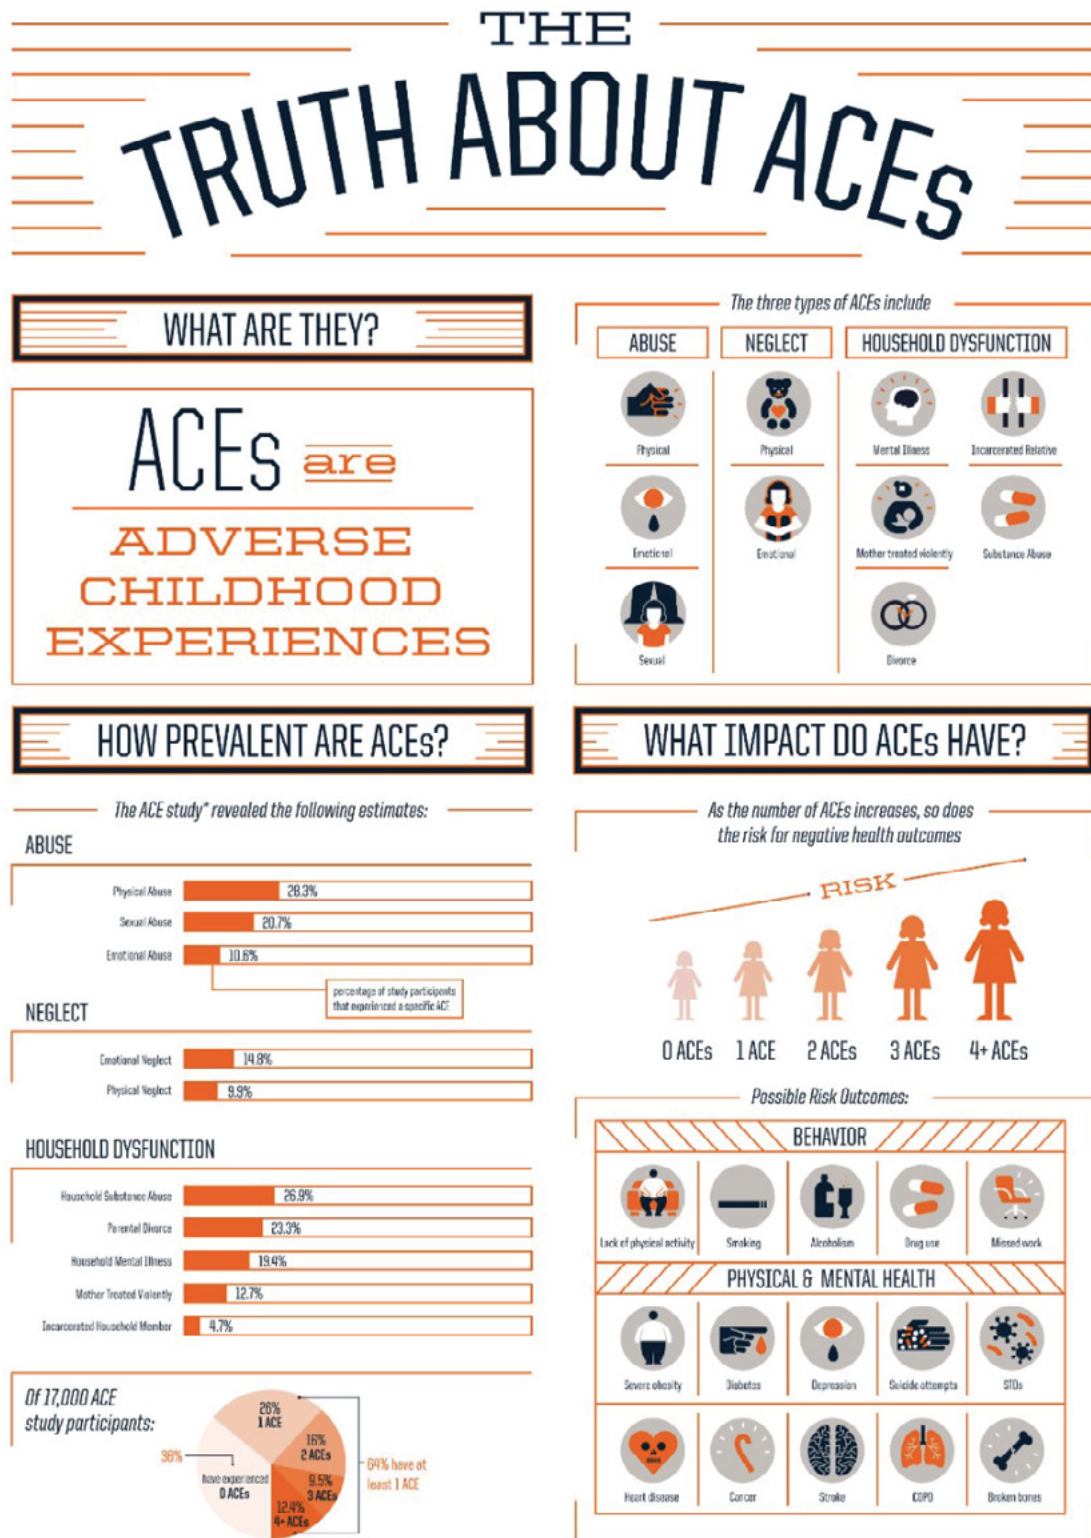 THE
TRUTH ABOUT ACEs
WHAT ARE THEY?
ACEs are
ADVERSE
CHILDHOOD
EXPERIENCES
The three types of ACEs include
ABUSE
NEGLECT
HOUSEHOLD DYSFUNCTION
Physical
Physical
Mental Illness
Incarcerated Relative
Emotional
Emotional
Mother treated violently
Substance Abuse
Sexual
Divorce
HOW PREVALENT ARE ACEs?
The ACE study* revealed the following estimates:
ABUSE
Physical Abuse 28.3%
Sexual Abuse 20.7%
Emotional Abuse 10.6%
percentage of study participants
that experienced a specific ACE
NEGLECT
Emotional Neglect 14.8%
Physical Neglect 9.9%
HOUSEHOLD DYSFUNCTION
Household Substance Abuse 26.9%
Parental Divorce 23.3%
Household Mental Illness 19.4%
Mother Treated Violently 12.7%
Incarcerated Household Member 4.7%
Of 17,000 ACE
study participants:
36%
have experienced
0 ACEs
26%
1 ACE
16%
2 ACEs
9.5%
3 ACEs
12.4%
4+ ACEs
64% have at
least 1 ACE
WHAT IMPACT DO ACEs HAVE?
As the number of ACEs increases, so does
the risk for negative health outcomes
RISK
0 ACEs
1 ACE
2 ACEs
3 ACEs
4+ ACEs
Possible Risk Outcomes:
BEHAVIOR
Lack of physical activity
Smoking
Alcoholism
Drug use
Missed work
PHYSICAL & MENTAL HEALTH
Severe obesity
Diabetes
Depression
Suicide attempts
STDs
Heart disease
Cancer
Stroke
COPD
Broken bones